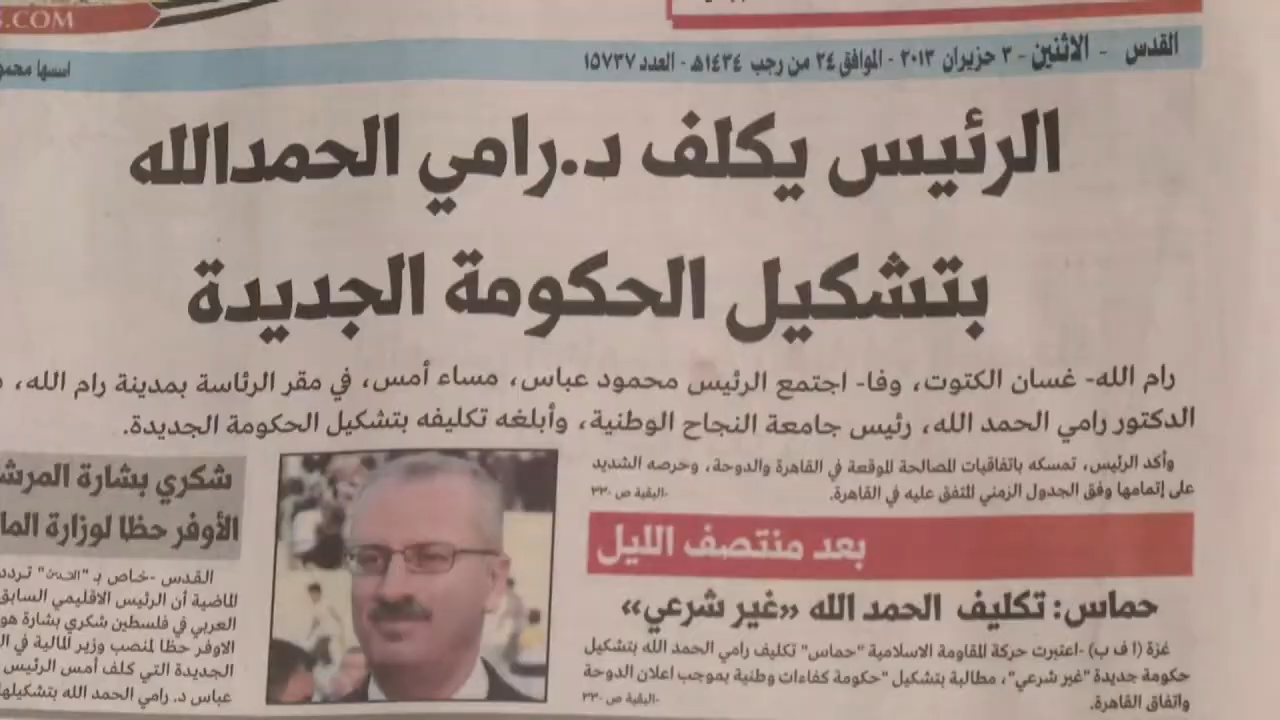 S.COM
القدس - الاثنين - ٣ حزيران ٢٠١٣ - الموافق ٢٤ من رجب ١٤٣٤هـ - العدد ١٥٧٣٧
اسسها
الرئيس يكلف د.رامي الحمدالله
بتشكيل الحكومة الجديدة
رام الله- غسان الكتوت، وفا- اجتمع الرئيس محمود عباس، مساء أمس، في مقر الرئاسة بمدينة رام الله،
الدكتور رامي الحمد الله، رئيس جامعة النجاح الوطنية، وأبلغه تكليفه بتشكيل الحكومة الجديدة.
وأكد الرئيس، تمسكه باتفاقيات المصالحة الموقعة في القاهرة والدوحة، وحرصه الشديد
على إتمامها وفق الجدول الزمني المتفق عليه في القاهرة. -البقية ص ٣٣-
بعد منتصف الليل
حماس: تكليف الحمد الله «غير شرعي»
غزة (ا ف ب) -اعتبرت حركة المقاومة الاسلامية "حماس" تكليف رامي الحمد الله بتشكيل
حكومة جديدة "غير شرعي"، مطالبة بتشكيل "حكومة كفاءات وطنية بموجب اعلان الدوحة
واتفاق القاهرة. -البقية ص ٣٣-
شكري بشارة المرش
الأوفر حظا لوزارة الما
القدس -خاص بـ "القدس" تردد
الماضية أن الرئيس الاقليمي السابق
العربي في فلسطين شكري بشارة هو
الاوفر حظا لمنصب وزير المالية في ال
الجديدة التي كلف أمس الرئيس
عباس د. رامي الحمد الله بتشكيلها